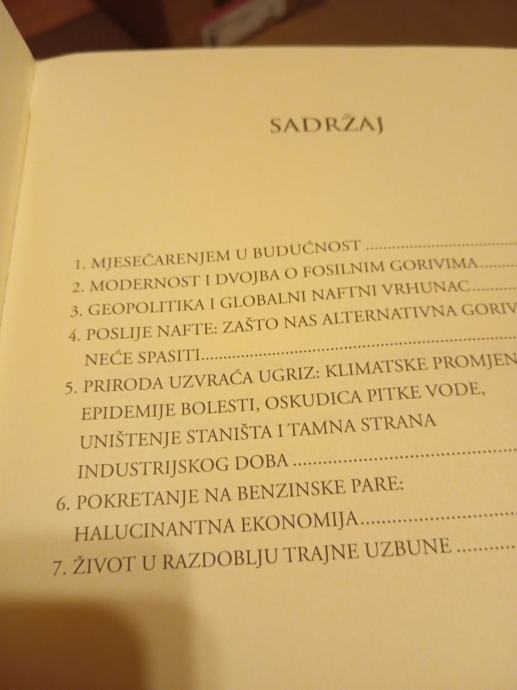 SADRŽAJ
1. MJESEČARENJEM U BUDUĆNOST
2. MODERNOST I DVOJBA O FOSILNIM GORIVIMA
3. GEOPOLITIKA I GLOBALNI NAFTNI VRHUNAC
4. POSLIJE NAFTE: ZAŠTO NAS ALTERNATIVNA GORIV
NEĆE SPASITI
5. PRIRODA UZVRAĆA UGRIZ: KLIMATSKE PROMJEN
EPIDEMIJE BOLESTI, OSKUDICA PITKE VODE,
UNIŠTENJE STANIŠTA I TAMNA STRANA
INDUSTRIJSKOG DOBA
6. POKRETANJE NA BENZINSKE PARE:
HALUCINANTNA EKONOMIJA
7. ŽIVOT U RAZDOBLJU TRAJNE UZBUNE